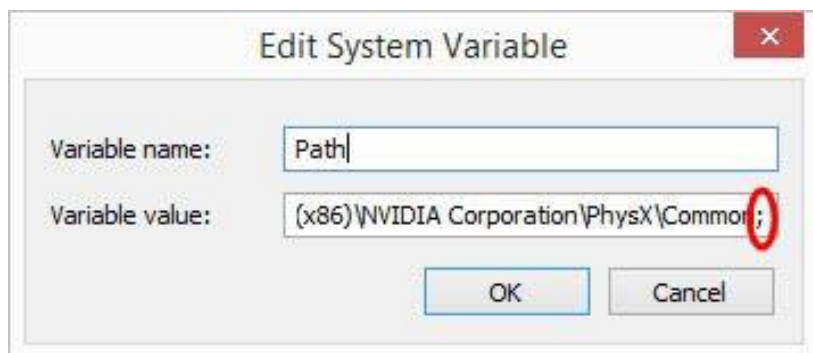 Edit System Variable
Variable name: Path
Variable value: (x86)\NVIDIA Corporation\PhysX\Common;
OK Cancel